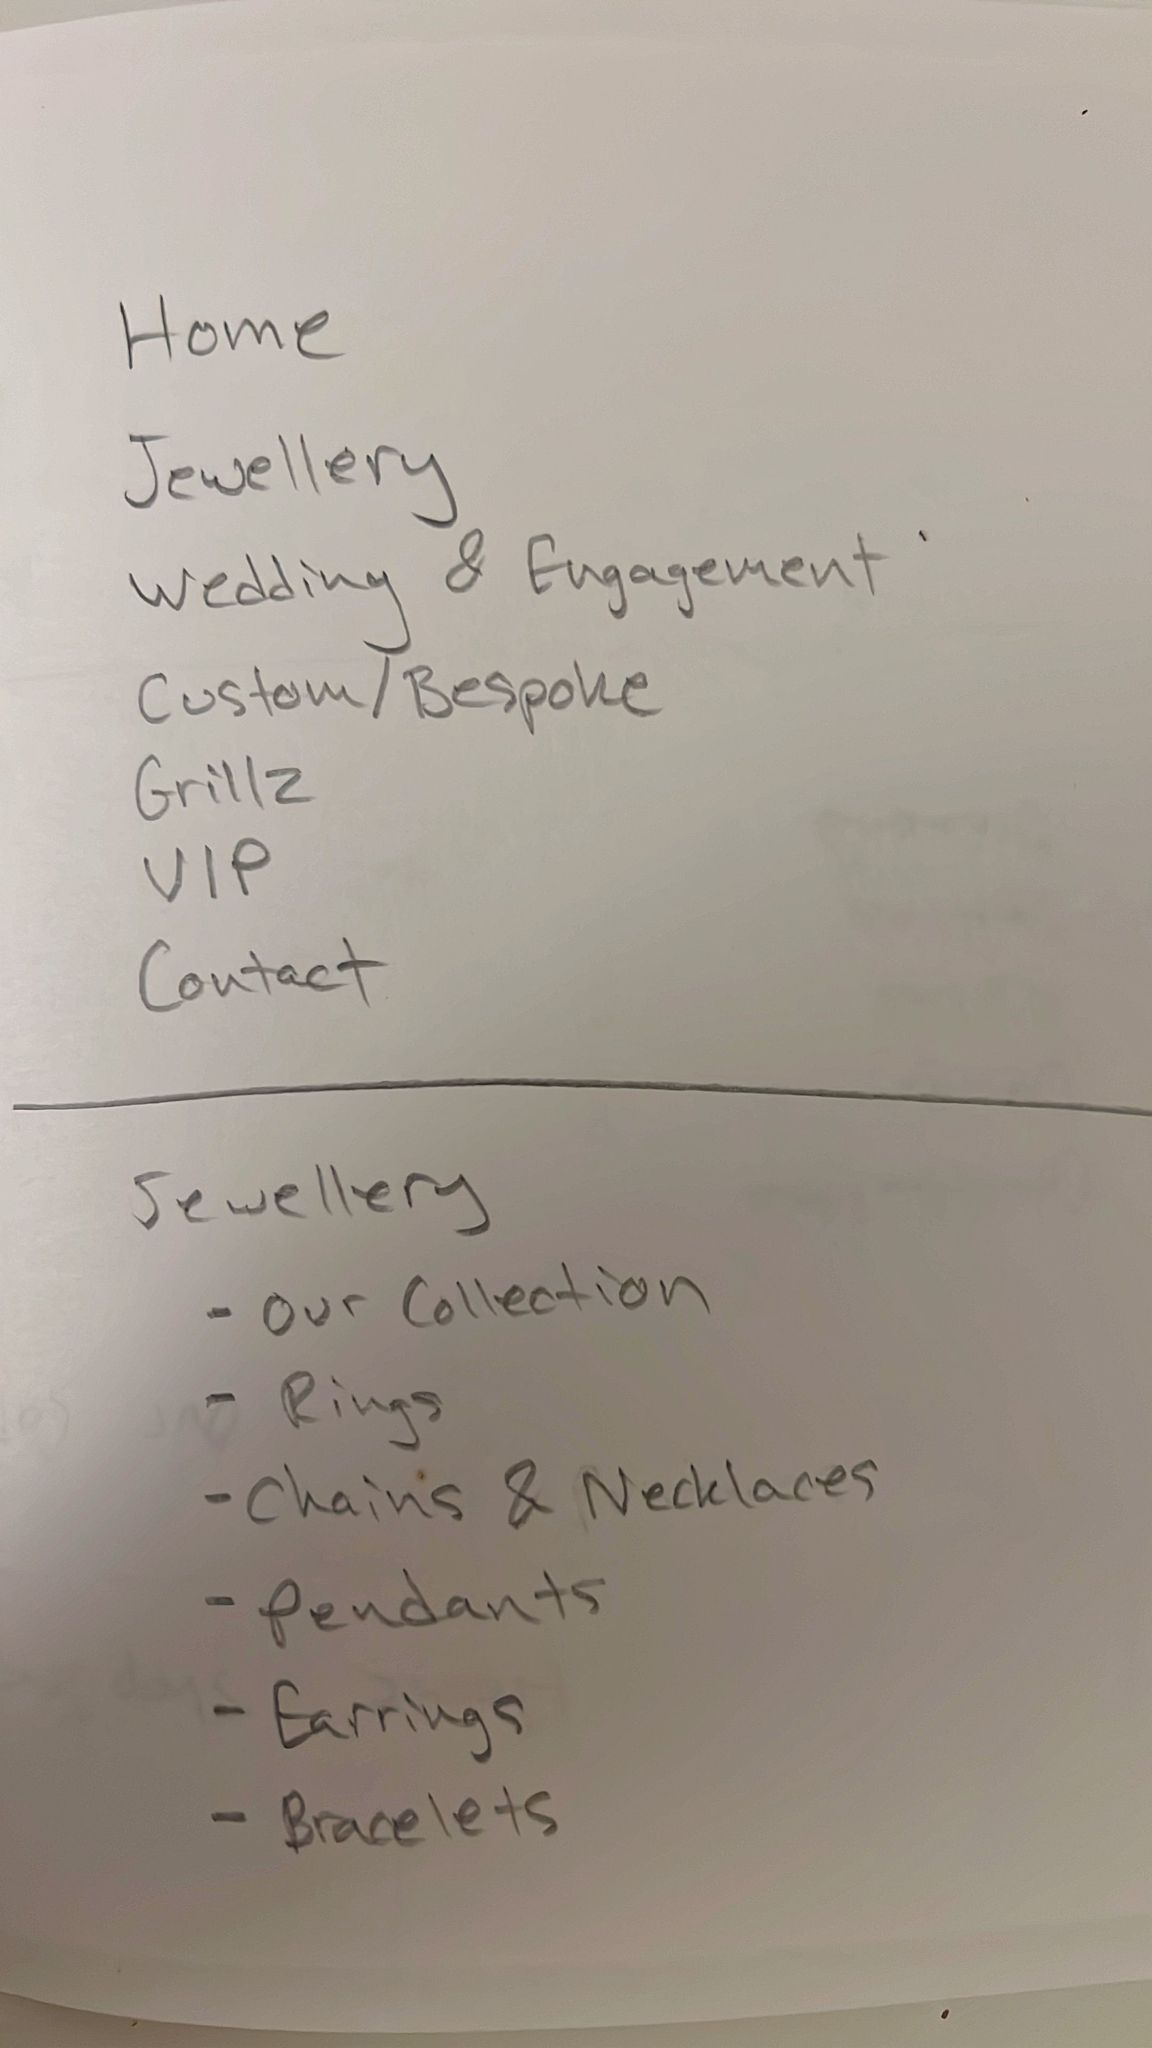 Home
Jewellery
Wedding & Engagement
Custom/Bespoke
Grillz
VIP
Contact
Jewellery
- Our Collection
- Rings
- Chains & Necklaces
- Pendants
- Earrings
- Bracelets